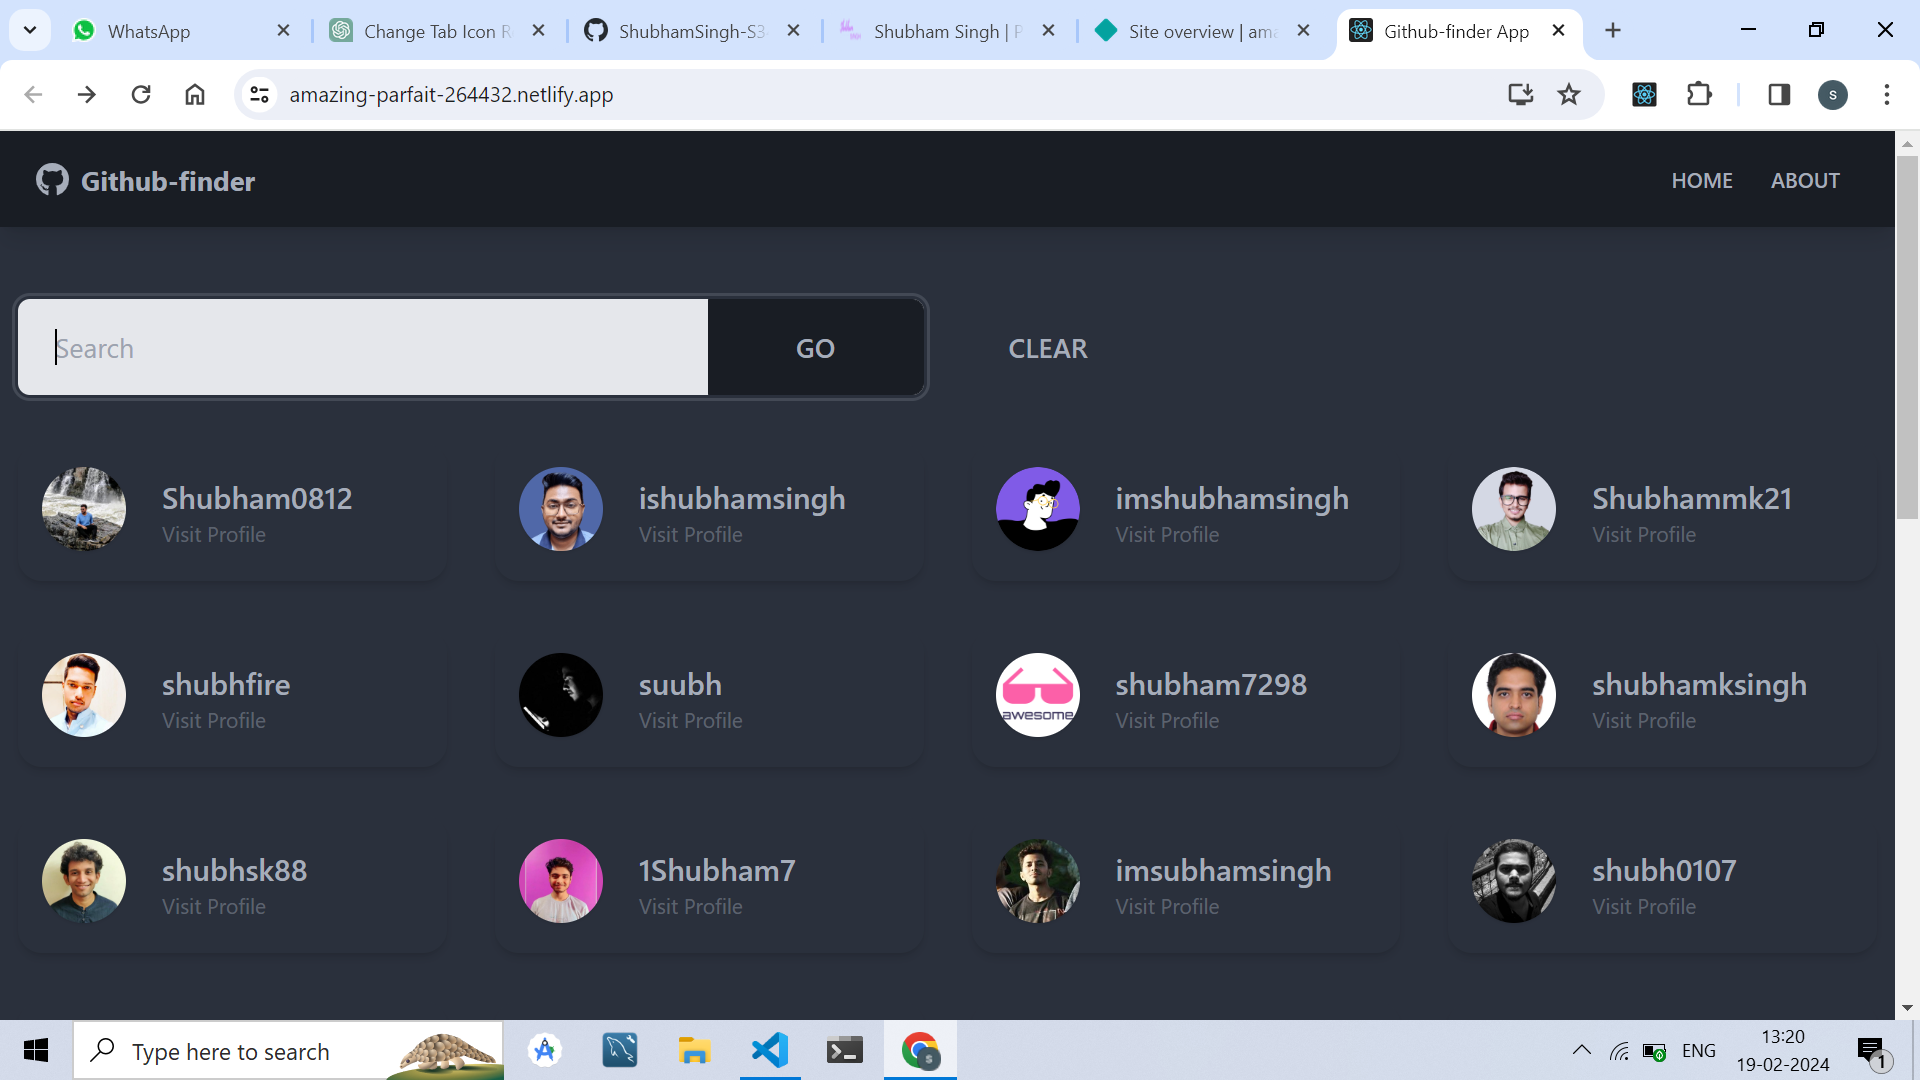 WhatsApp
Change Tab Icon R
ShubhamSingh-S3
Shubham Singh | P
Site overview | ama
Github-finder App
amazing-parfait-264432.netlify.app
s
Github-finder
HOME
ABOUT
Search
GO
CLEAR
Shubham0812
Visit Profile
ishubhamsingh
Visit Profile
imshubhamsingh
Visit Profile
Shubhammk21
Visit Profile
shubhfire
Visit Profile
suubh
Visit Profile
awesome
shubham7298
Visit Profile
shubhamksingh
Visit Profile
shubhsk88
Visit Profile
1Shubham7
Visit Profile
imsubhamsingh
Visit Profile
shubh0107
Visit Profile
Type here to search
s
ENG
13:20
19-02-2024
1